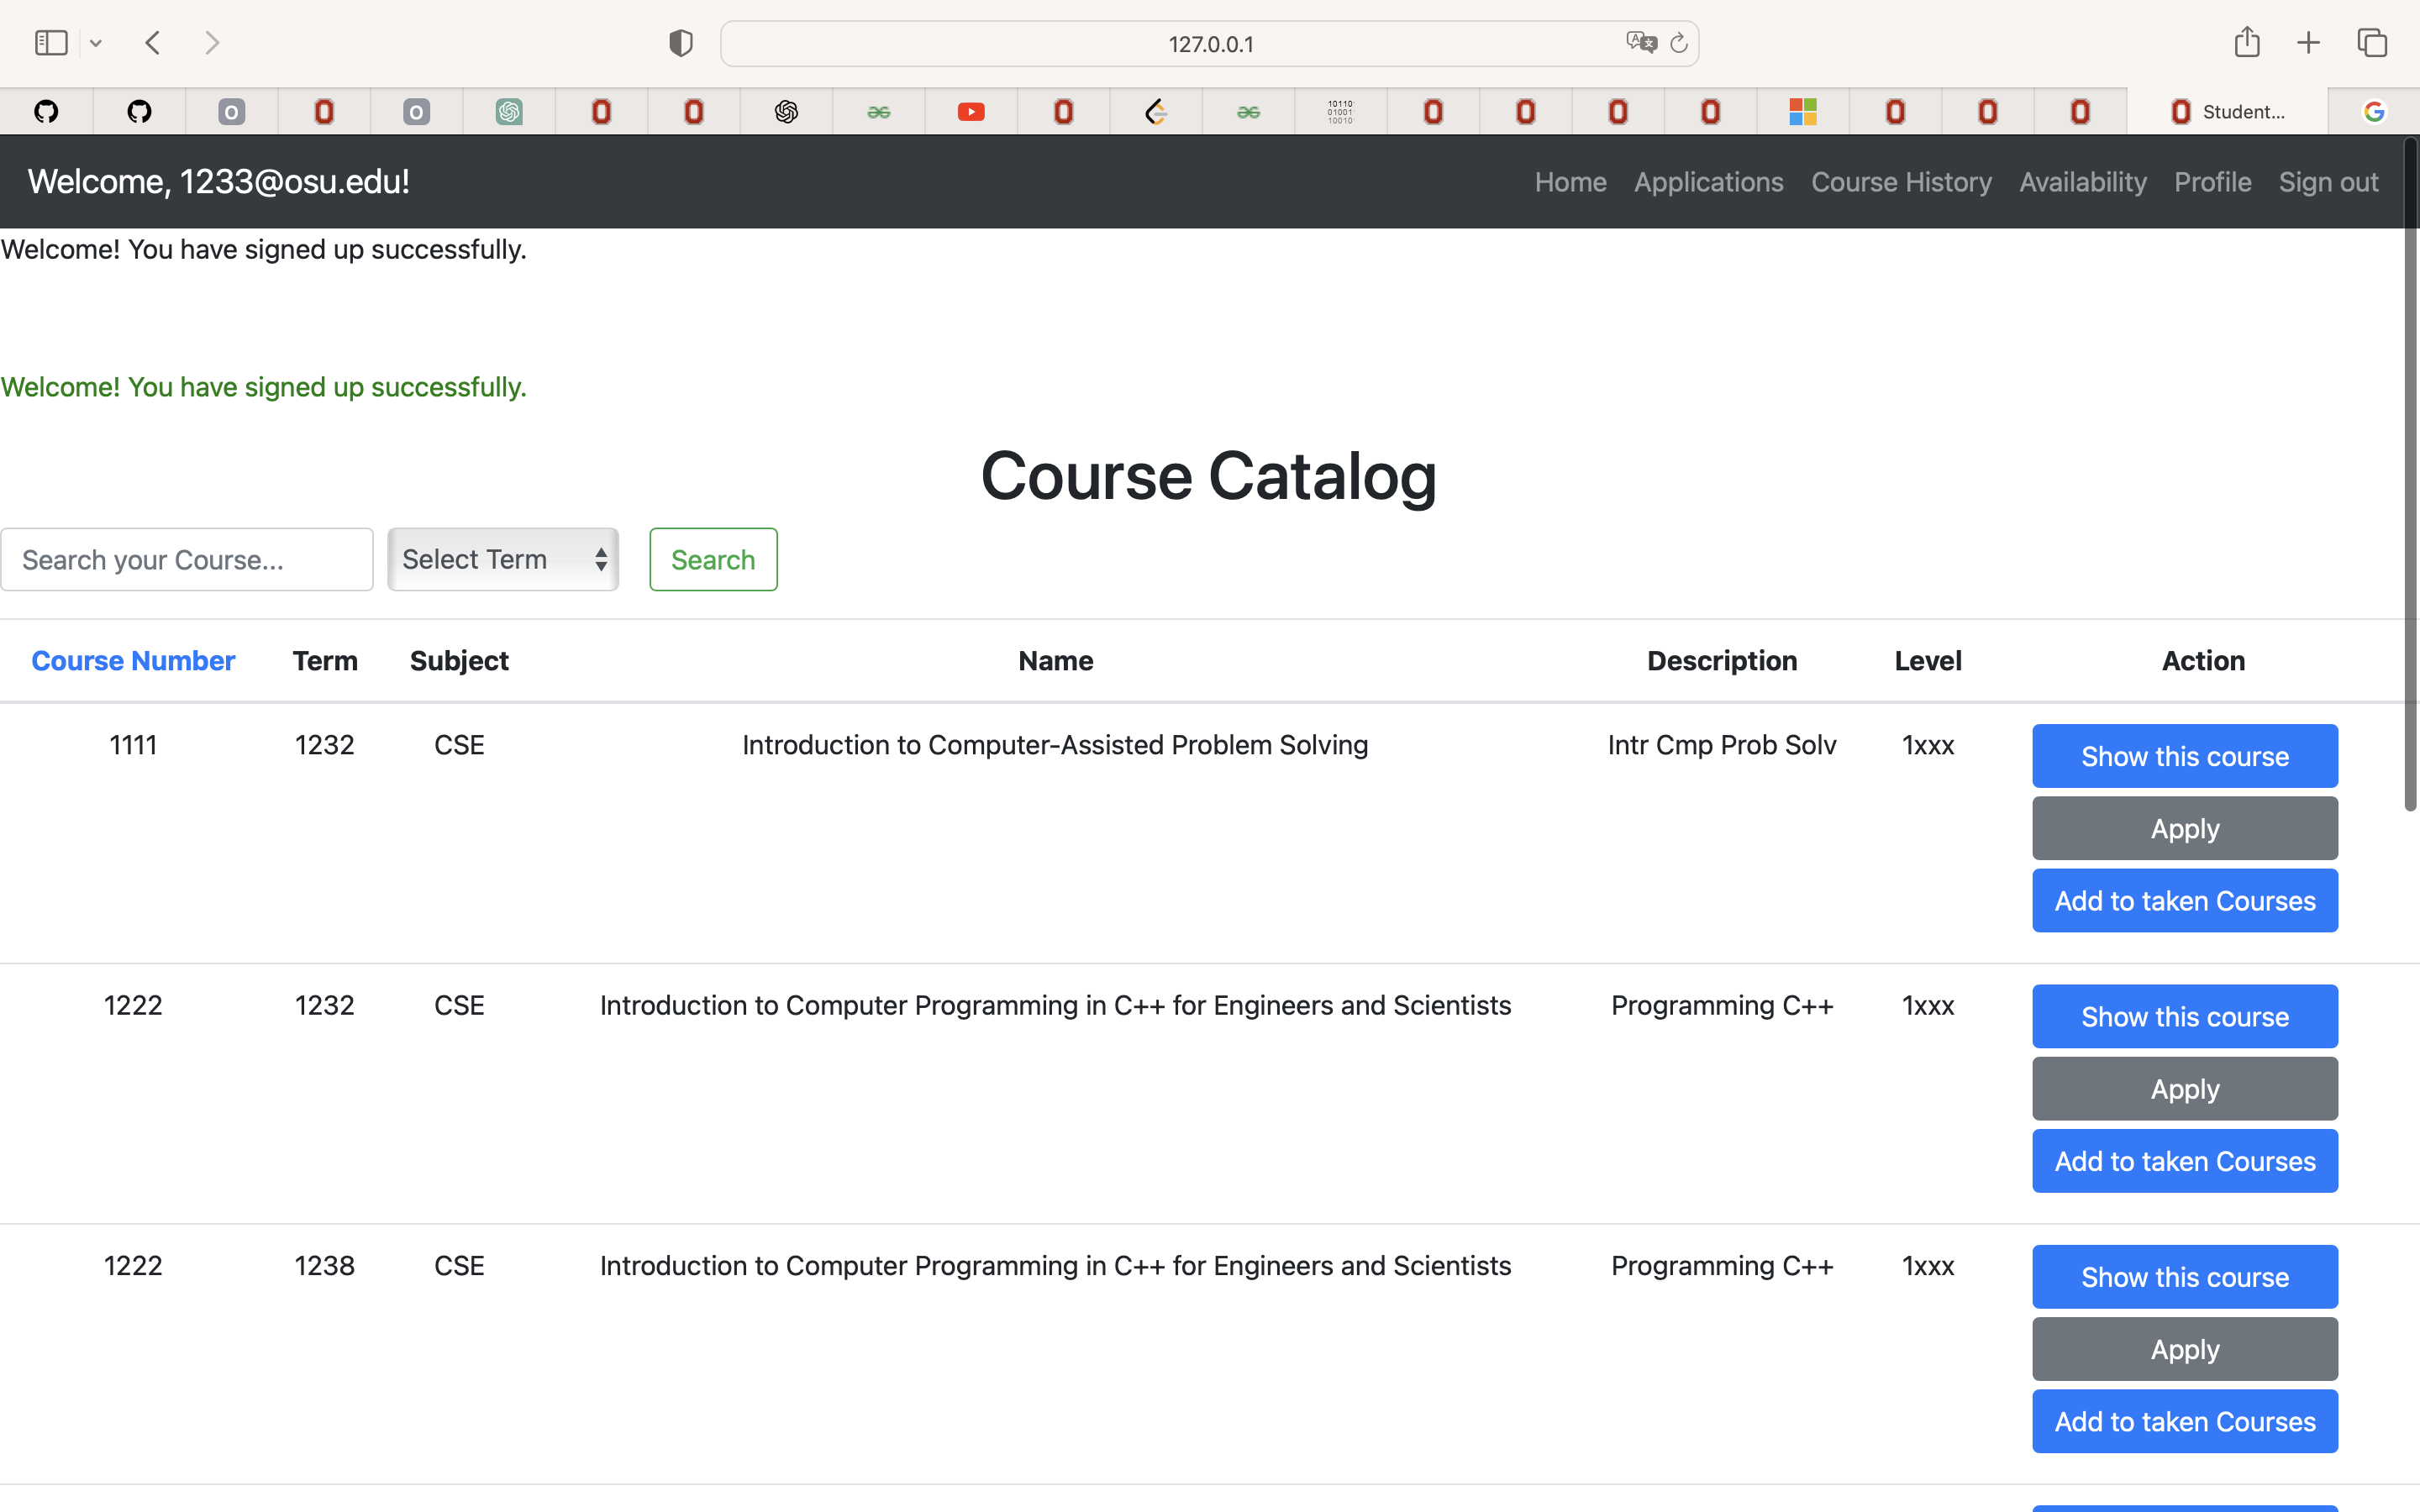 127.0.0.1
Student...
Welcome, 1233@osu.edu! Home Applications Course History Availability Profile Sign out
Welcome! You have signed up successfully.
Welcome! You have signed up successfully.
Course Catalog
Search your Course... Select Term Search
Course Number Term Subject Name Description Level Action
1111 1232 CSE Introduction to Computer-Assisted Problem Solving Intr Cmp Prob Solv 1xxx Show this course
Apply
Add to taken Courses
1222 1232 CSE Introduction to Computer Programming in C++ for Engineers and Scientists Programming C++ 1xxx Show this course
Apply
Add to taken Courses
1222 1238 CSE Introduction to Computer Programming in C++ for Engineers and Scientists Programming C++ 1xxx Show this course
Apply
Add to taken Courses